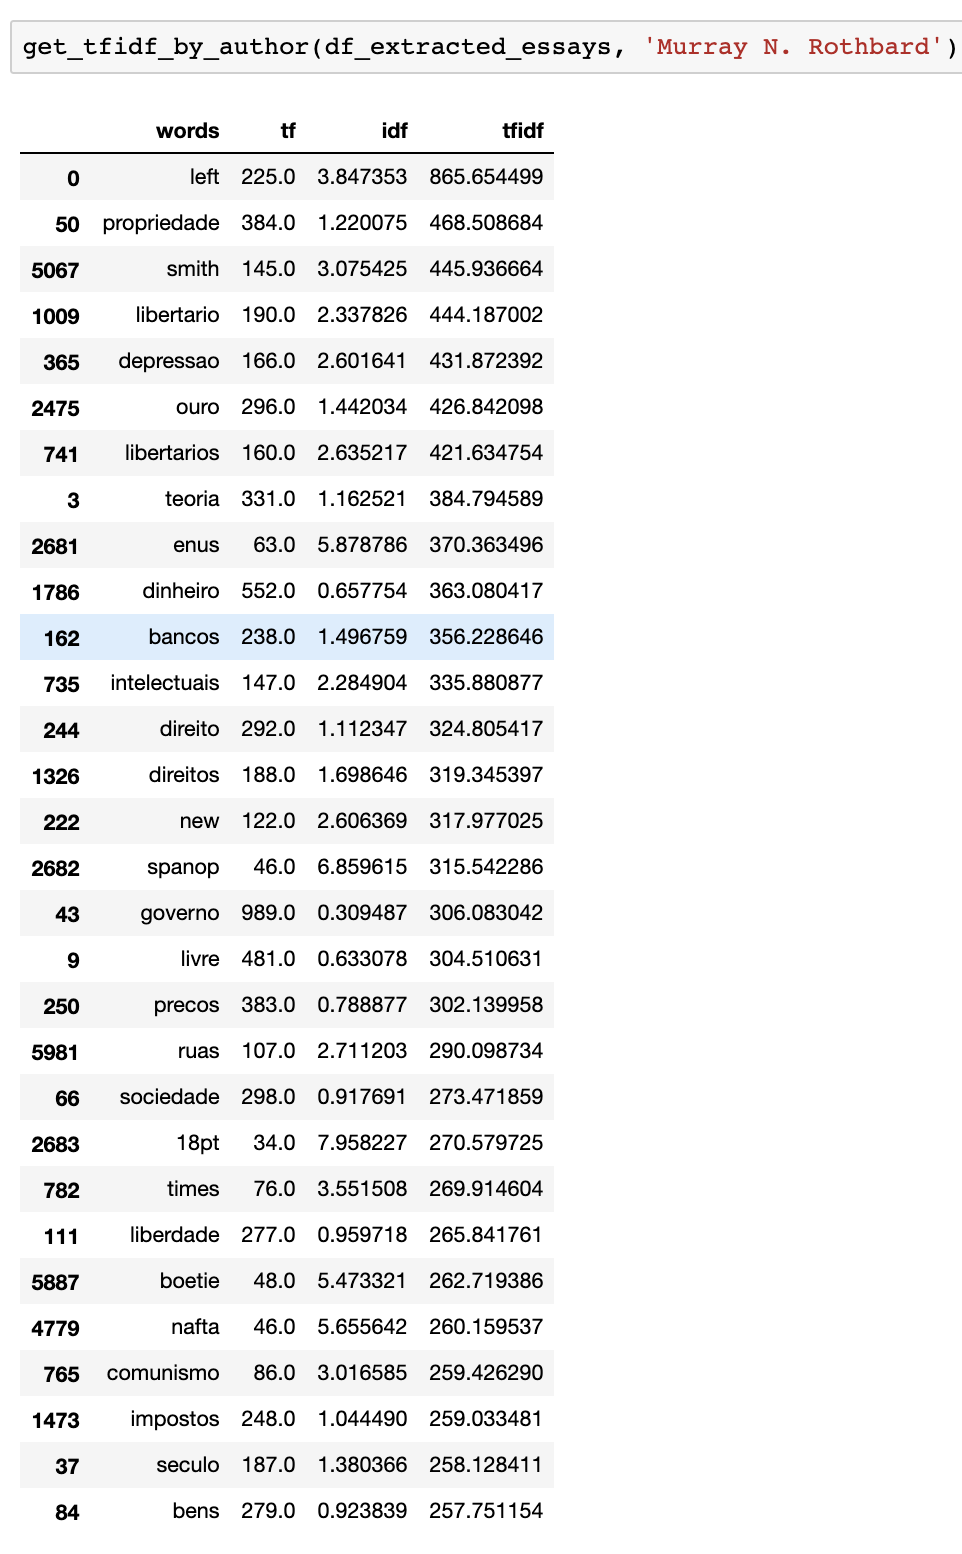 get_tfidf_by_author(df_extracted_essays, 'Murray N. Rothbard')
words tf idf tfidf
0 left 225.0 3.847353 865.654499
50 propriedade 384.0 1.220075 468.508684
5067 smith 145.0 3.075425 445.936664
1009 libertario 190.0 2.337826 444.187002
365 depressao 166.0 2.601641 431.872392
2475 ouro 296.0 1.442034 426.842098
741 libertarios 160.0 2.635217 421.634754
3 teoria 331.0 1.162521 384.794589
2681 enus 63.0 5.878786 370.363496
1786 dinheiro 552.0 0.657754 363.080417
162 bancos 238.0 1.496759 356.228646
735 intelectuais 147.0 2.284904 335.880877
244 direito 292.0 1.112347 324.805417
1326 direitos 188.0 1.698646 319.345397
222 new 122.0 2.606369 317.977025
2682 spanop 46.0 6.859615 315.542286
43 governo 989.0 0.309487 306.083042
9 livre 481.0 0.633078 304.510631
250 precos 383.0 0.788877 302.139958
5981 ruas 107.0 2.711203 290.098734
66 sociedade 298.0 0.917691 273.471859
2683 18pt 34.0 7.958227 270.579725
782 times 76.0 3.551508 269.914604
111 liberdade 277.0 0.959718 265.841761
5887 boetie 48.0 5.473321 262.719386
4779 nafta 46.0 5.655642 260.159537
765 comunismo 86.0 3.016585 259.426290
1473 impostos 248.0 1.044490 259.033481
37 seculo 187.0 1.380366 258.128411
84 bens 279.0 0.923839 257.751154